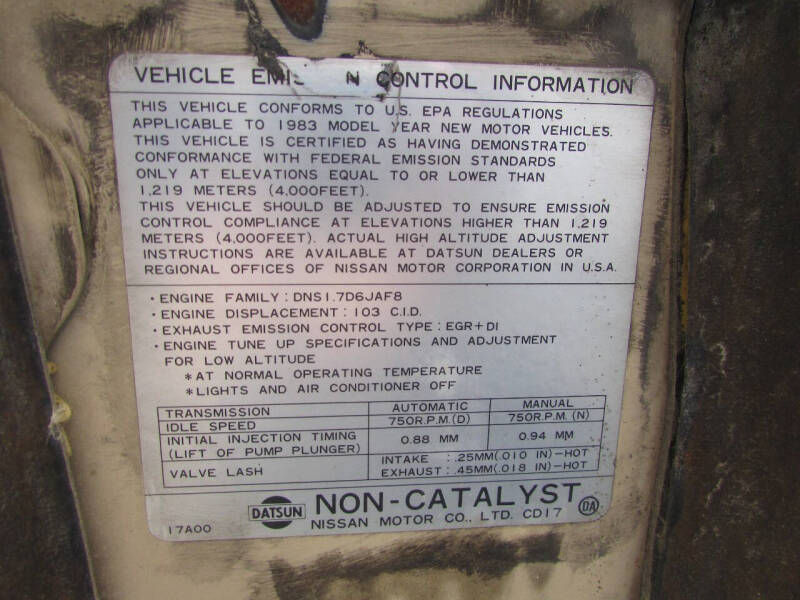 VEHICLE EMIS N CONTROL INFORMATION
THIS VEHICLE CONFORMS TO U.S. EPA REGULATIONS
APPLICABLE TO 1983 MODEL YEAR NEW MOTOR VEHICLES.
THIS VEHICLE IS CERTIFIED AS HAVING DEMONSTRATED
CONFORMANCE WITH FEDERAL EMISSION STANDARDS
ONLY AT ELEVATIONS EQUAL TO OR LOWER THAN
1,219 METERS (4,000FEET).
THIS VEHICLE SHOULD BE ADJUSTED TO ENSURE EMISSION
CONTROL COMPLIANCE AT ELEVATIONS HIGHER THAN 1,219
METERS (4,000FEET). ACTUAL HIGH ALTITUDE ADJUSTMENT
INSTRUCTIONS ARE AVAILABLE AT DATSUN DEALERS OR
REGIONAL OFFICES OF NISSAN MOTOR CORPORATION IN U.S.A.
• ENGINE FAMILY : DNS1.7D6JAF8
• ENGINE DISPLACEMENT : 103 C.I.D.
• EXHAUST EMISSION CONTROL TYPE : EGR+DI
• ENGINE TUNE UP SPECIFICATIONS AND ADJUSTMENT
FOR LOW ALTITUDE
*AT NORMAL OPERATING TEMPERATURE
*LIGHTS AND AIR CONDITIONER OFF
TRANSMISSION AUTOMATIC MANUAL
IDLE SPEED 750R.P.M.(D) 750R.P.M.(N)
INITIAL INJECTION TIMING
(LIFT OF PUMP PLUNGER) 0.88 MM 0.94 MM
VALVE LASH INTAKE : .25MM(.010 IN)-HOT
EXHAUST : .45MM(.018 IN)-HOT
17A00 DATSUN NON-CATALYST DA
NISSAN MOTOR CO., LTD. CD17